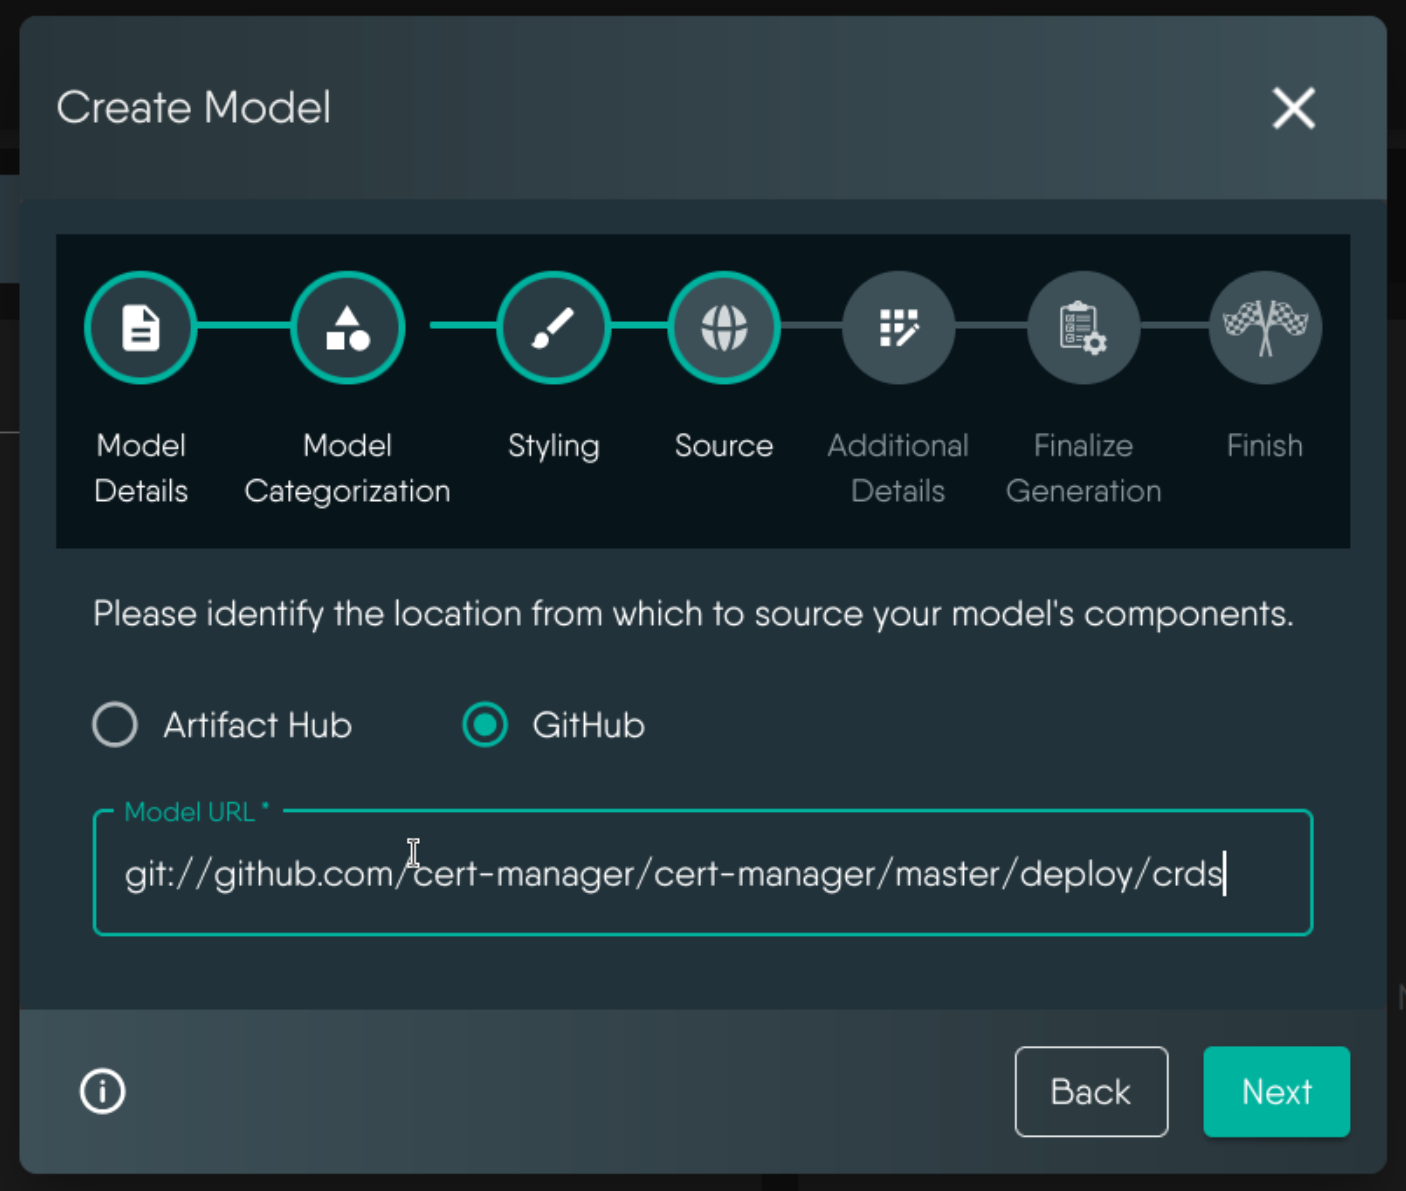 Create Model
Model Details
Model Categorization
Styling
Source
Additional Details
Finalize Generation
Finish
Please identify the location from which to source your model's components.
Artifact Hub
GitHub
Model URL *
git://github.com/cert-manager/cert-manager/master/deploy/crds
Back
Next